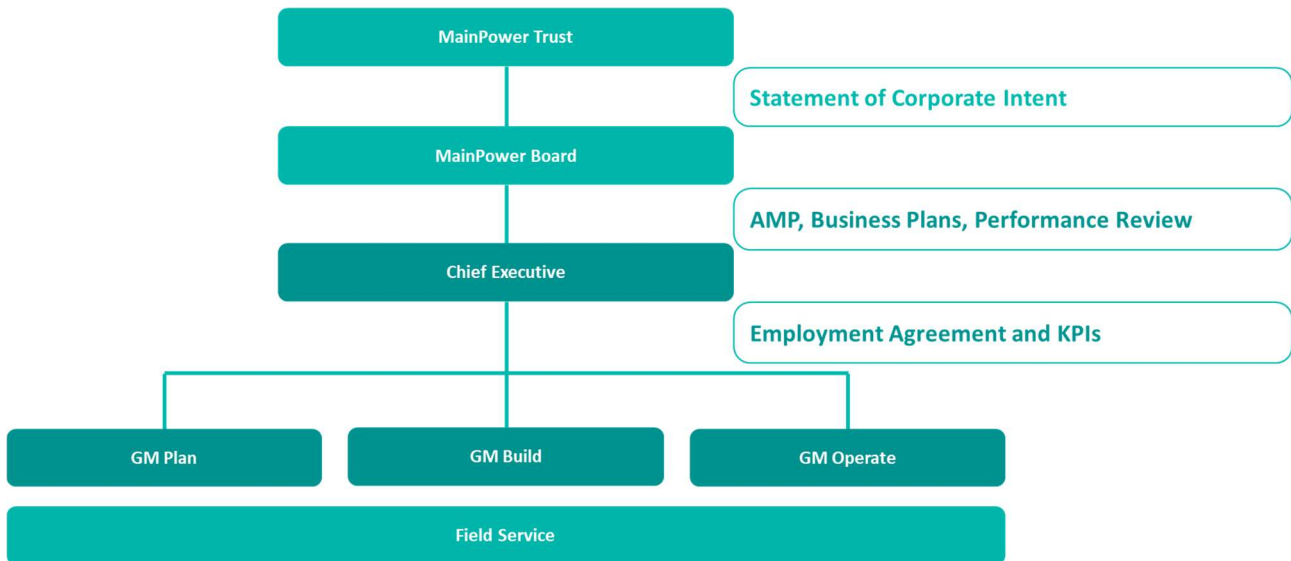 MainPower Trust
Statement of Corporate Intent
MainPower Board
AMP, Business Plans, Performance Review
Chief Executive
Employment Agreement and KPIs
GM Plan
GM Build
GM Operate
Field Service